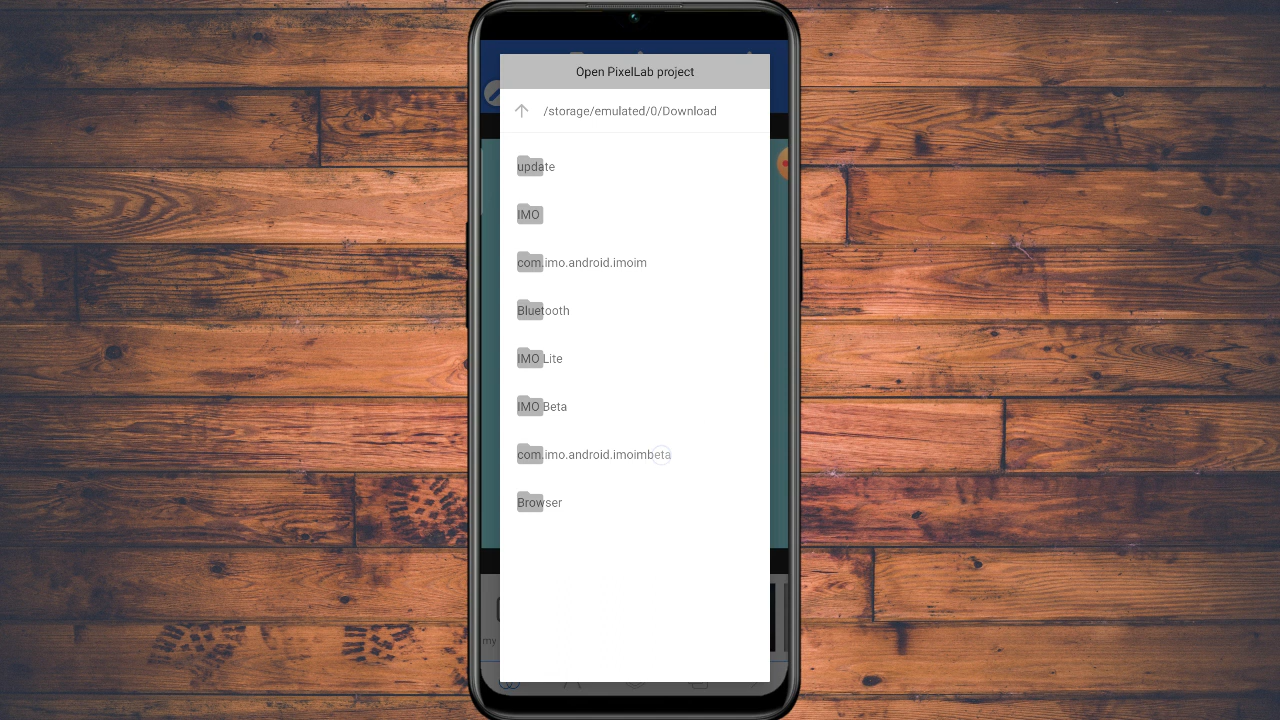 Open PixelLab project
/storage/emulated/0/Download
update
IMO
com.imo.android.imoim
Bluetooth
IMO Lite
IMO Beta
com.imo.android.imoimbeta
Browser
my